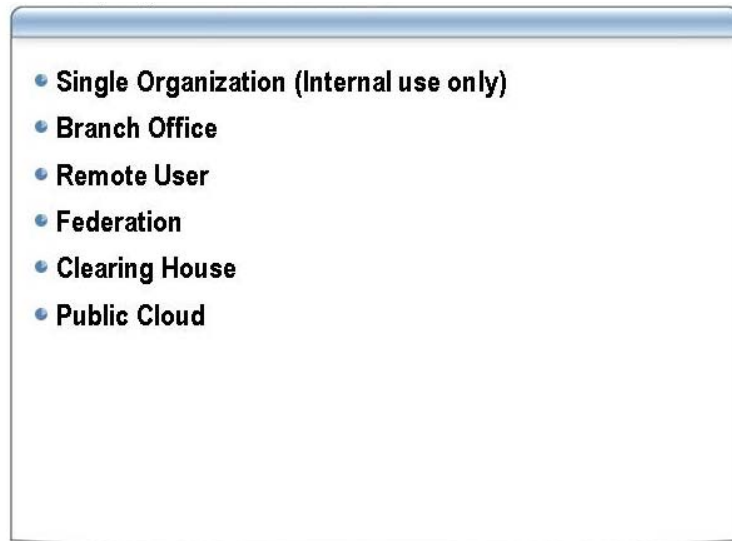 Single Organization (Internal use only)
Branch Office
Remote User
Federation
Clearing House
Public Cloud